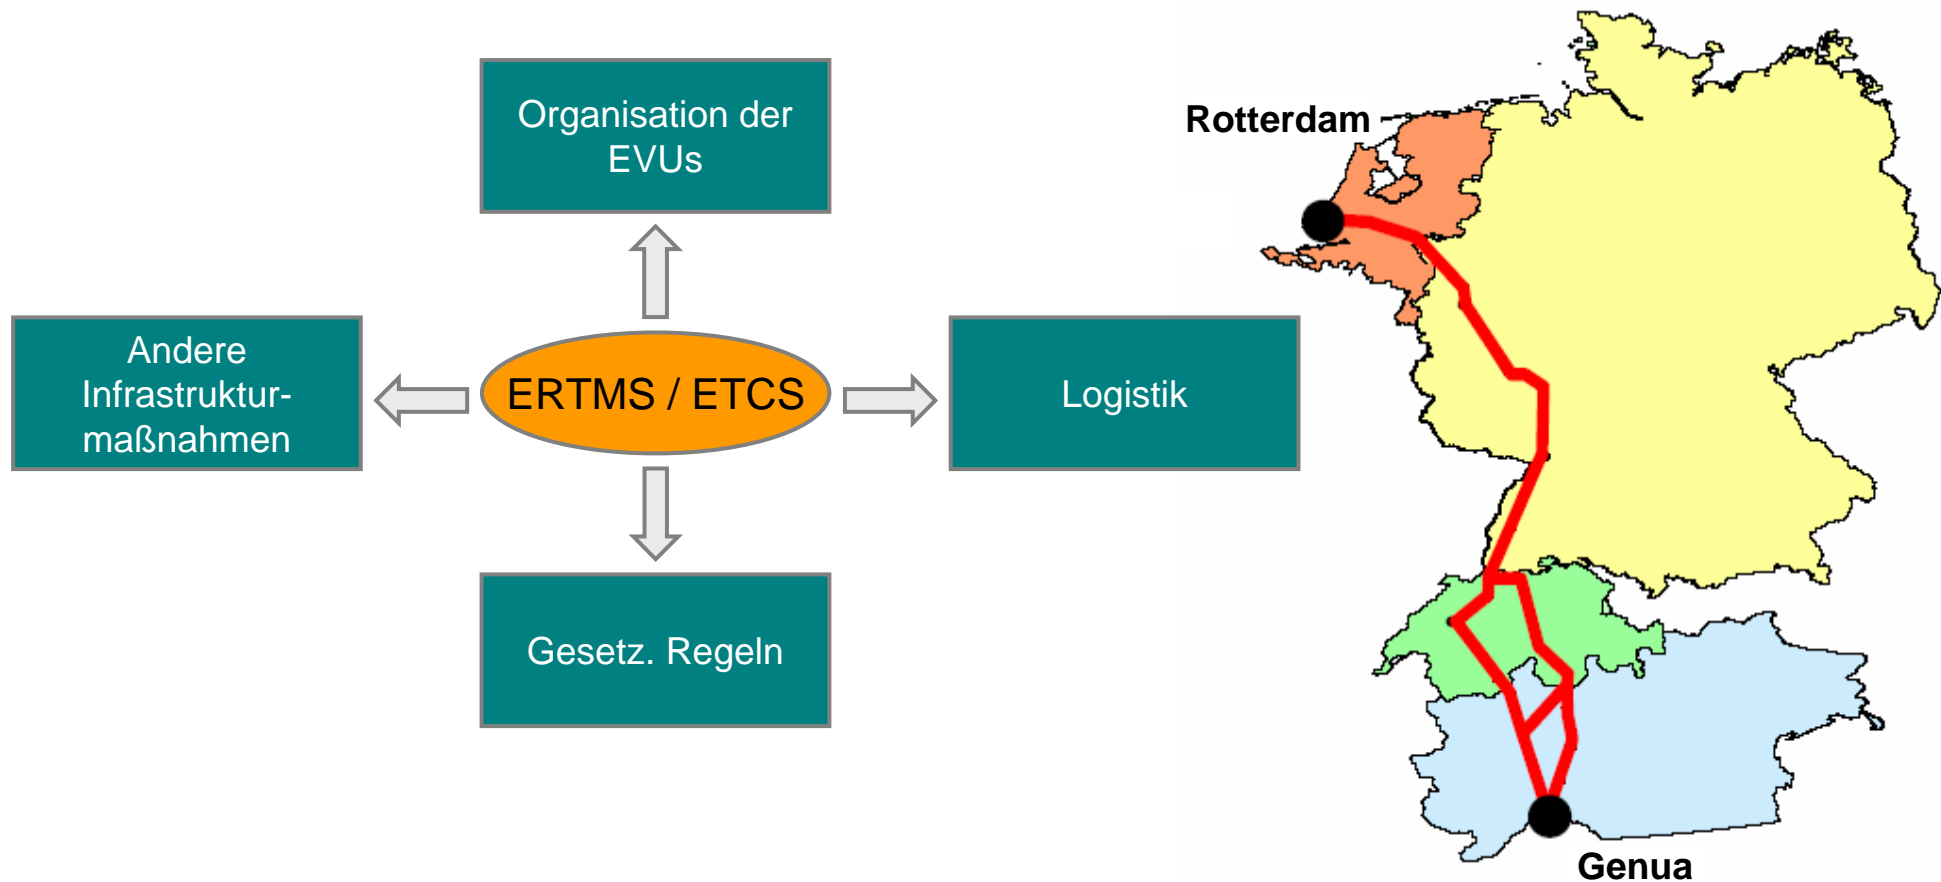 Organisation der
EVUs
Andere
Infrastruktur-
maßnahmen
ERTMS / ETCS
Logistik
Gesetz. Regeln
Rotterdam
Genua